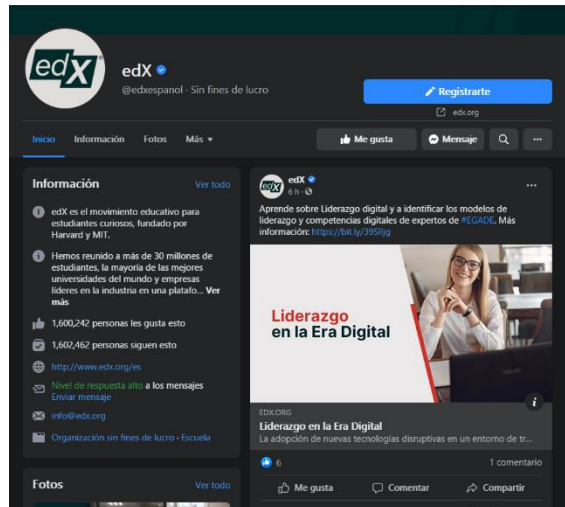 edX
edX
@edxespanol · Sin fines de lucro
Registrarte
edx.org
Inicio Información Fotos Más
Me gusta
Mensaje
Información Ver todo
edX es el movimiento educativo para
estudiantes curiosos, fundado por
Harvard y MIT.
Hemos reunido a más de 30 millones de
estudiantes, la mayoría de las mejores
universidades del mundo y empresas
líderes en la industria en una platafo... Ver
más
1,600,242 personas les gusta esto
1,602,462 personas siguen esto
http://www.edx.org/es
Nivel de respuesta alto a los mensajes
Enviar mensaje
info@edx.org
Organización sin fines de lucro · Escuela
Fotos Ver todo
edX
edX
6 h ·
Aprende sobre Liderazgo digital y a identificar los modelos de
liderazgo y competencias digitales de expertos de #EGADE. Más
información: https://bit.ly/39SlIjg
Liderazgo
en la Era Digital
EDX.ORG
Liderazgo en la Era Digital
La adopción de nuevas tecnologías disruptivas en un entorno de tr...
6 1 comentario
Me gusta Comentar Compartir